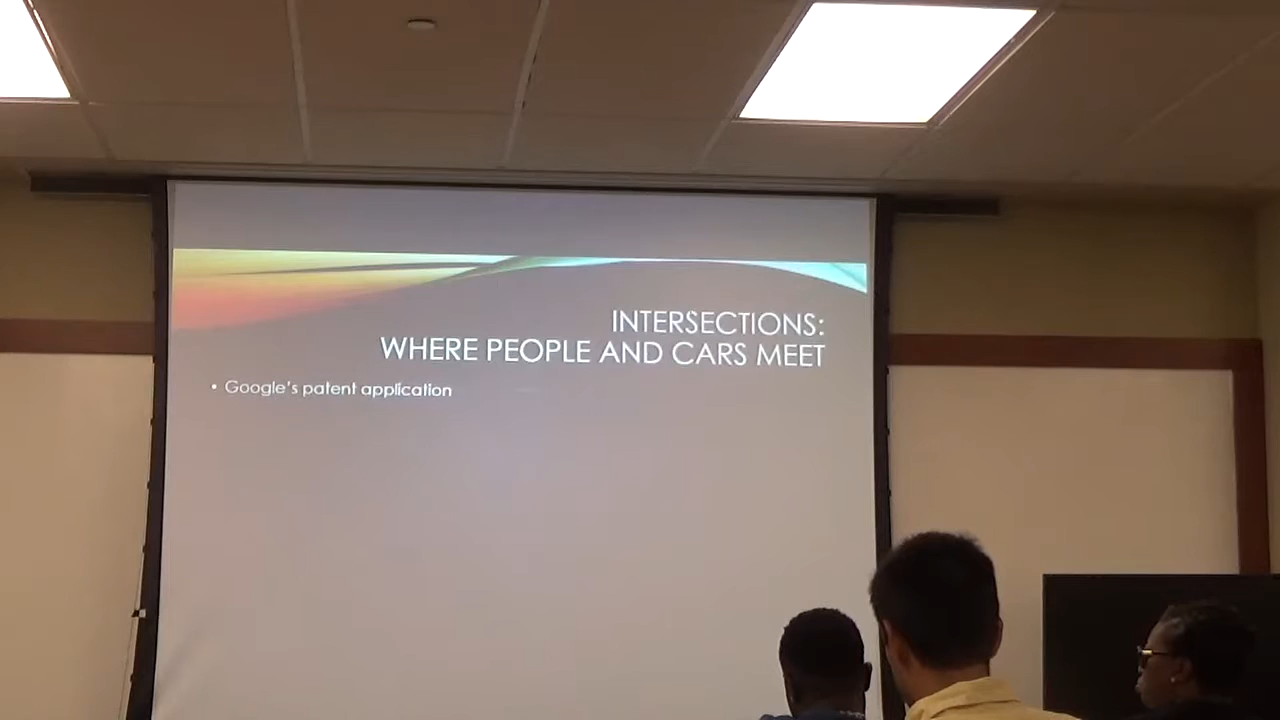 INTERSECTIONS:
WHERE PEOPLE AND CARS MEET
• Google's patent application